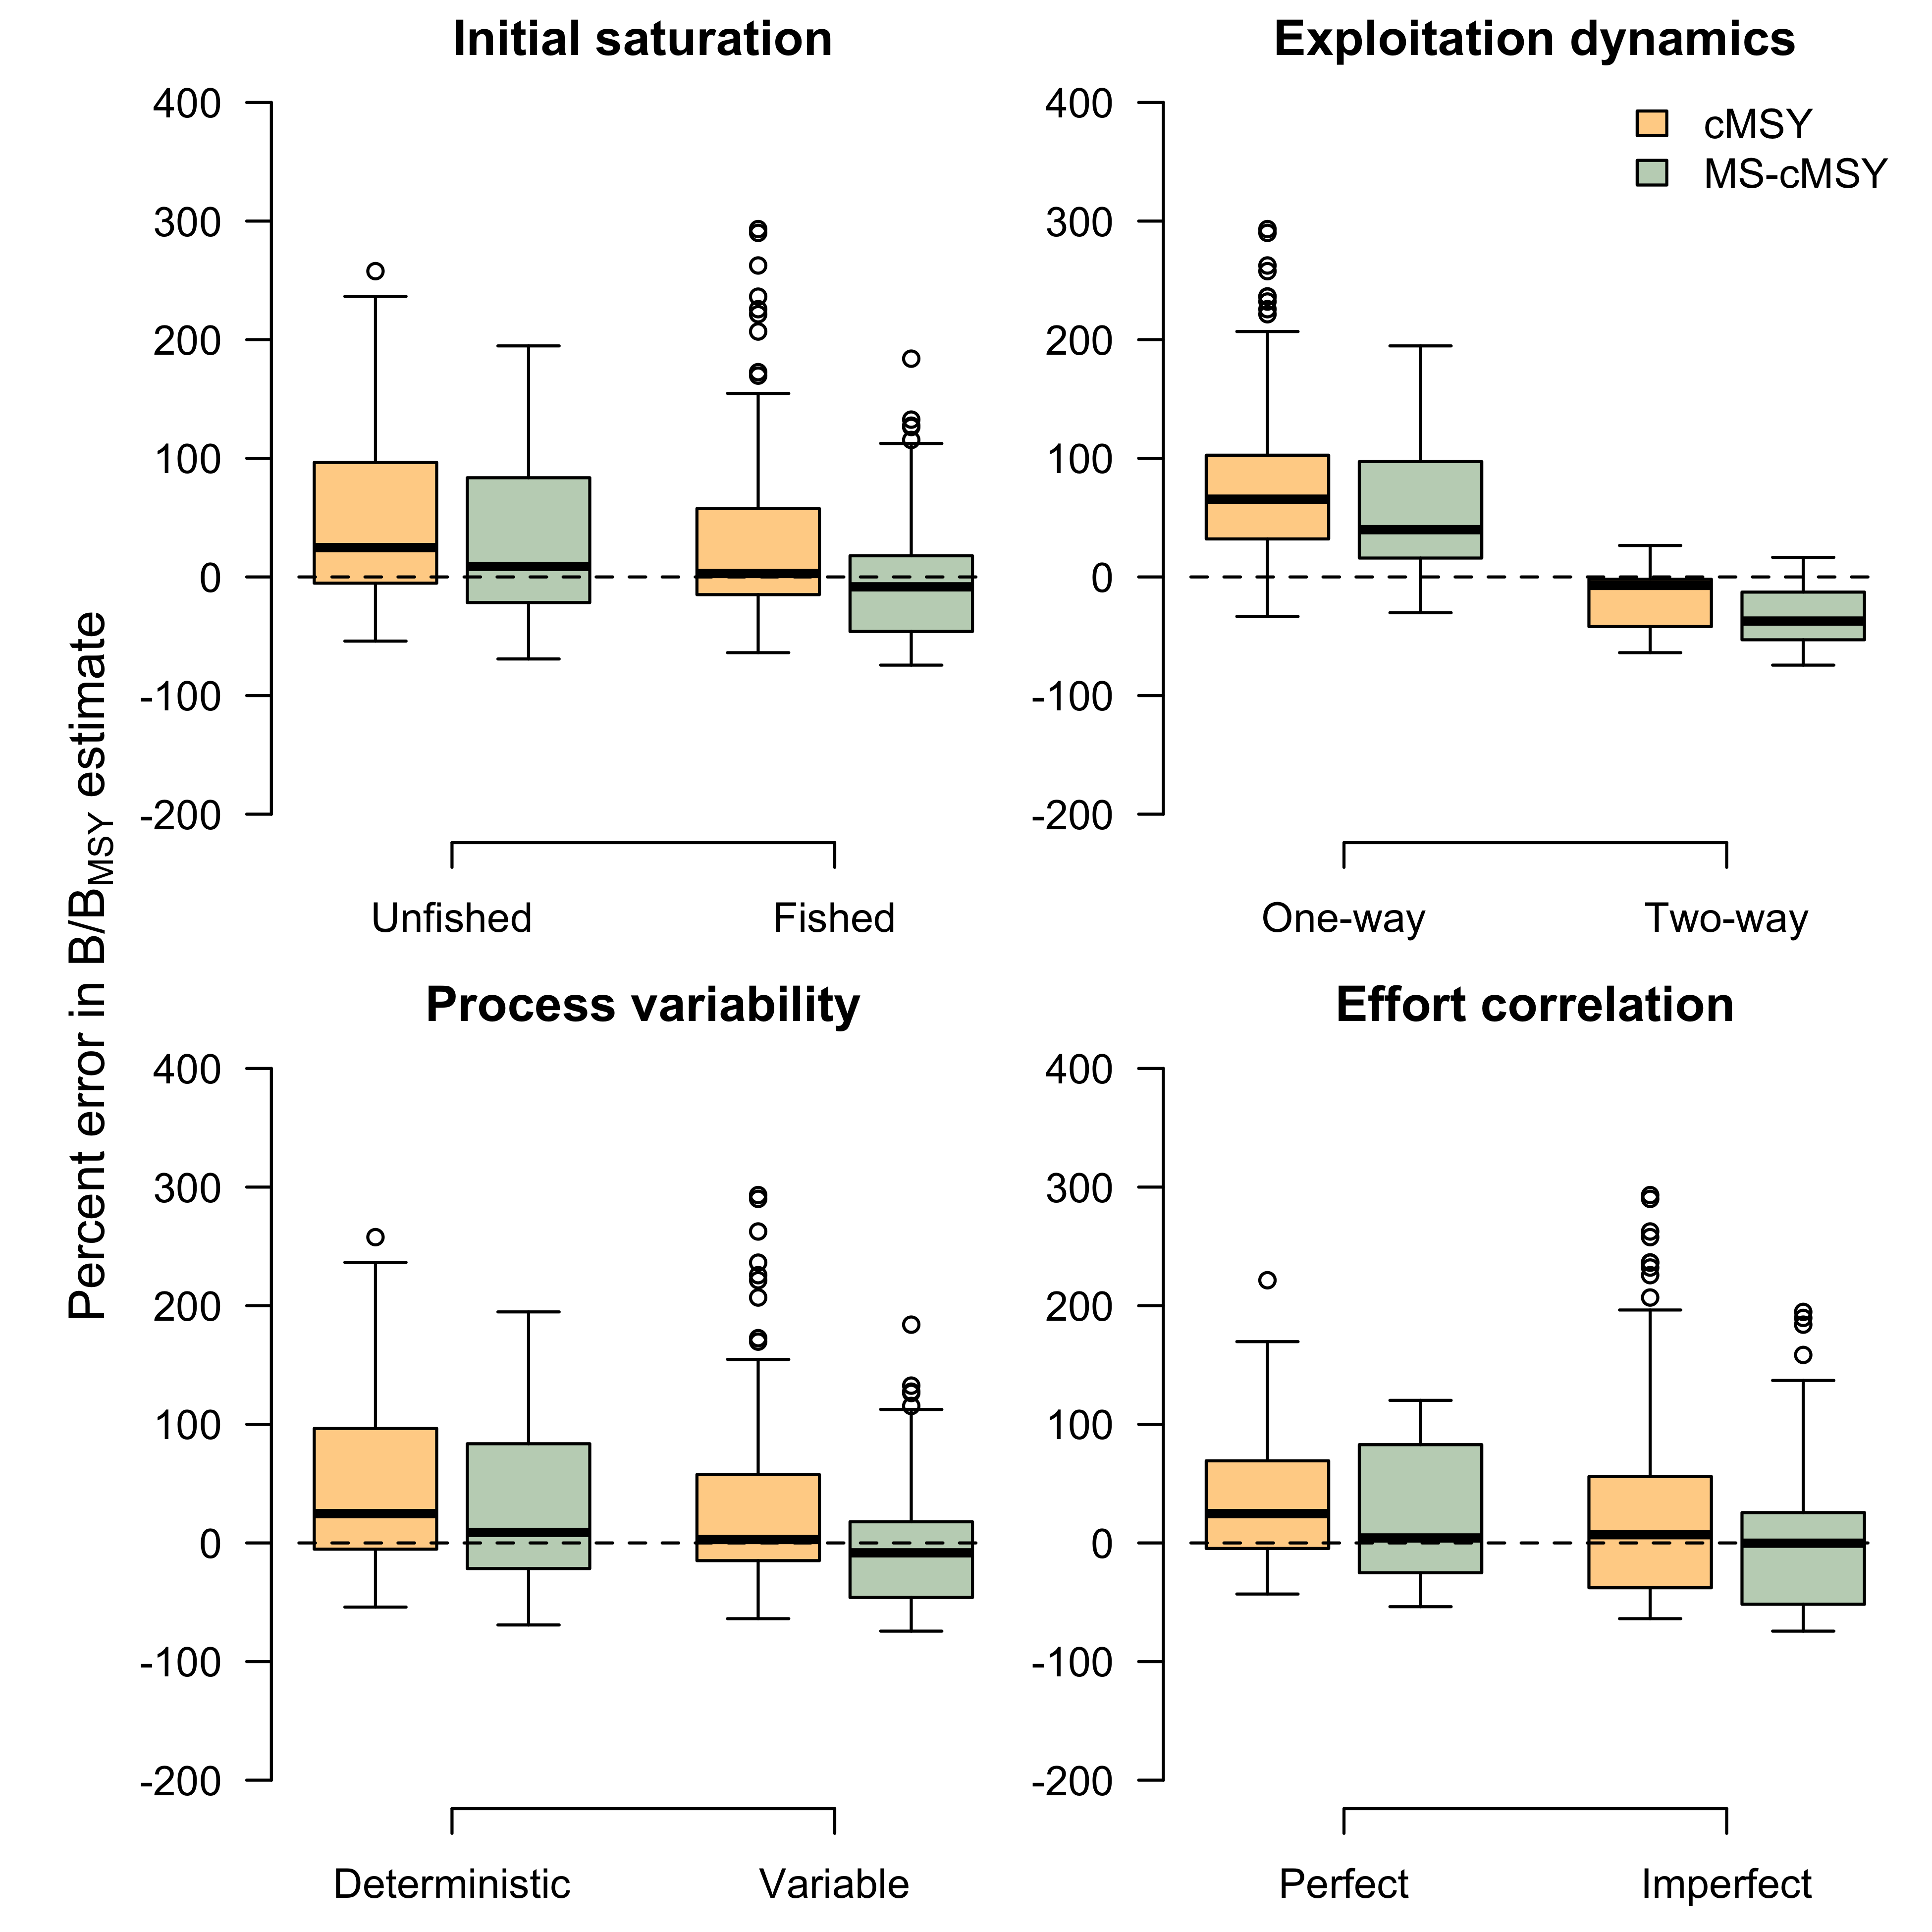 Initial saturation
400
300
200
100
0
-100
-200
Unfished
Fished
Exploitation dynamics
cMSY
MS-cMSY
400
300
200
100
0
-100
-200
One-way
Two-way
Percent error in B/BMSY estimate
Process variability
400
300
200
100
0
-100
-200
Deterministic
Variable
Effort correlation
400
300
200
100
0
-100
-200
Perfect
Imperfect